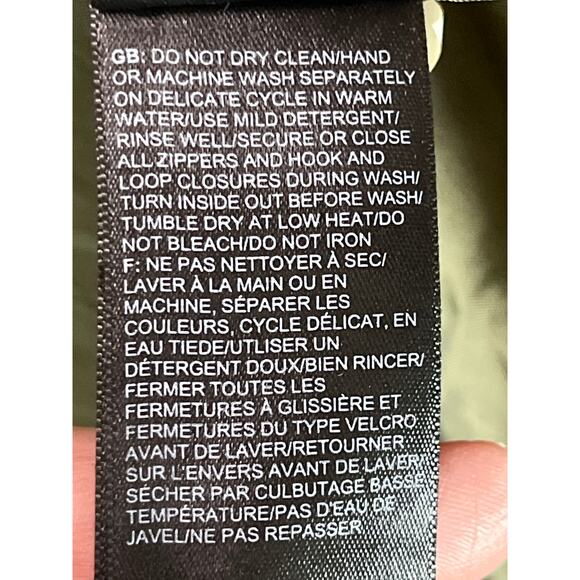 GB: DO NOT DRY CLEAN/HAND
OR MACHINE WASH SEPARATELY
ON DELICATE CYCLE IN WARM
WATER/USE MILD DETERGENT/
RINSE WELL/SECURE OR CLOSE
ALL ZIPPERS AND HOOK AND
LOOP CLOSURES DURING WASH/
TURN INSIDE OUT BEFORE WASH/
TUMBLE DRY AT LOW HEAT/DO
NOT BLEACH/DO NOT IRON
F: NE PAS NETTOYER À SEC/
LAVER À LA MAIN OU EN
MACHINE, SÉPARER LES
COULEURS, CYCLE DÉLICAT, EN
EAU TIEDE/UTLISER UN
DÉTERGENT DOUX/BIEN RINCER/
FERMER TOUTES LES
FERMETURES À GLISSIÈRE ET
FERMETURES DU TYPE VELCRO
AVANT DE LAVER/RETOURNER
SUR L'ENVERS AVANT DE LAVER/
SÉCHER PAR CULBUTAGE BASSE
TEMPÉRATURE/PAS D'EAU DE
JAVEL/NE PAS REPASSER